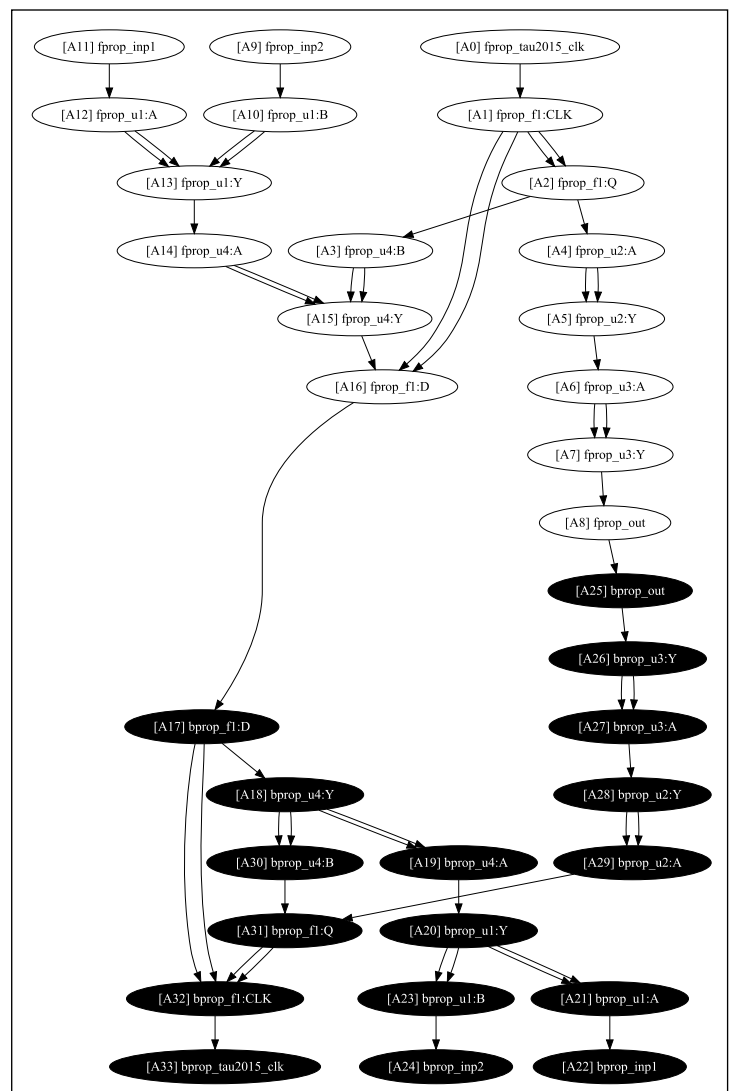 [A11] fprop_inp1
[A9] fprop_inp2
[A0] fprop_tau2015_clk
[A12] fprop_u1:A
[A10] fprop_u1:B
[A1] fprop_f1:CLK
[A13] fprop_u1:Y
[A2] fprop_f1:Q
[A14] fprop_u4:A
[A3] fprop_u4:B
[A4] fprop_u2:A
[A15] fprop_u4:Y
[A5] fprop_u2:Y
[A16] fprop_f1:D
[A6] fprop_u3:A
[A7] fprop_u3:Y
[A8] fprop_out
[A25] bprop_out
[A26] bprop_u3:Y
[A17] bprop_f1:D
[A27] bprop_u3:A
[A18] bprop_u4:Y
[A28] bprop_u2:Y
[A30] bprop_u4:B
[A19] bprop_u4:A
[A29] bprop_u2:A
[A31] bprop_f1:Q
[A20] bprop_u1:Y
[A32] bprop_f1:CLK
[A23] bprop_u1:B
[A21] bprop_u1:A
[A33] bprop_tau2015_clk
[A24] bprop_inp2
[A22] bprop_inp1